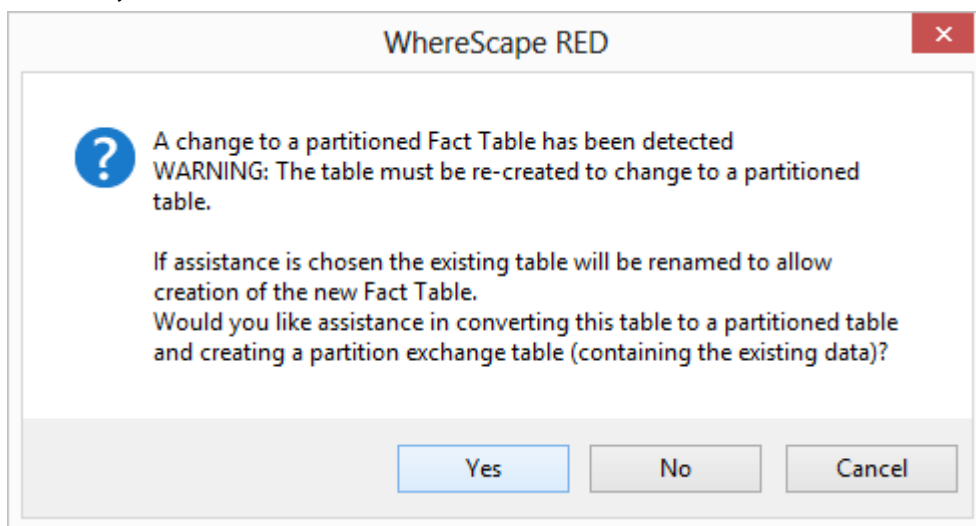 WhereScape RED
A change to a partitioned Fact Table has been detected
WARNING: The table must be re-created to change to a partitioned
table.
If assistance is chosen the existing table will be renamed to allow
creation of the new Fact Table.
Would you like assistance in converting this table to a partitioned table
and creating a partition exchange table (containing the existing data)?
Yes No Cancel